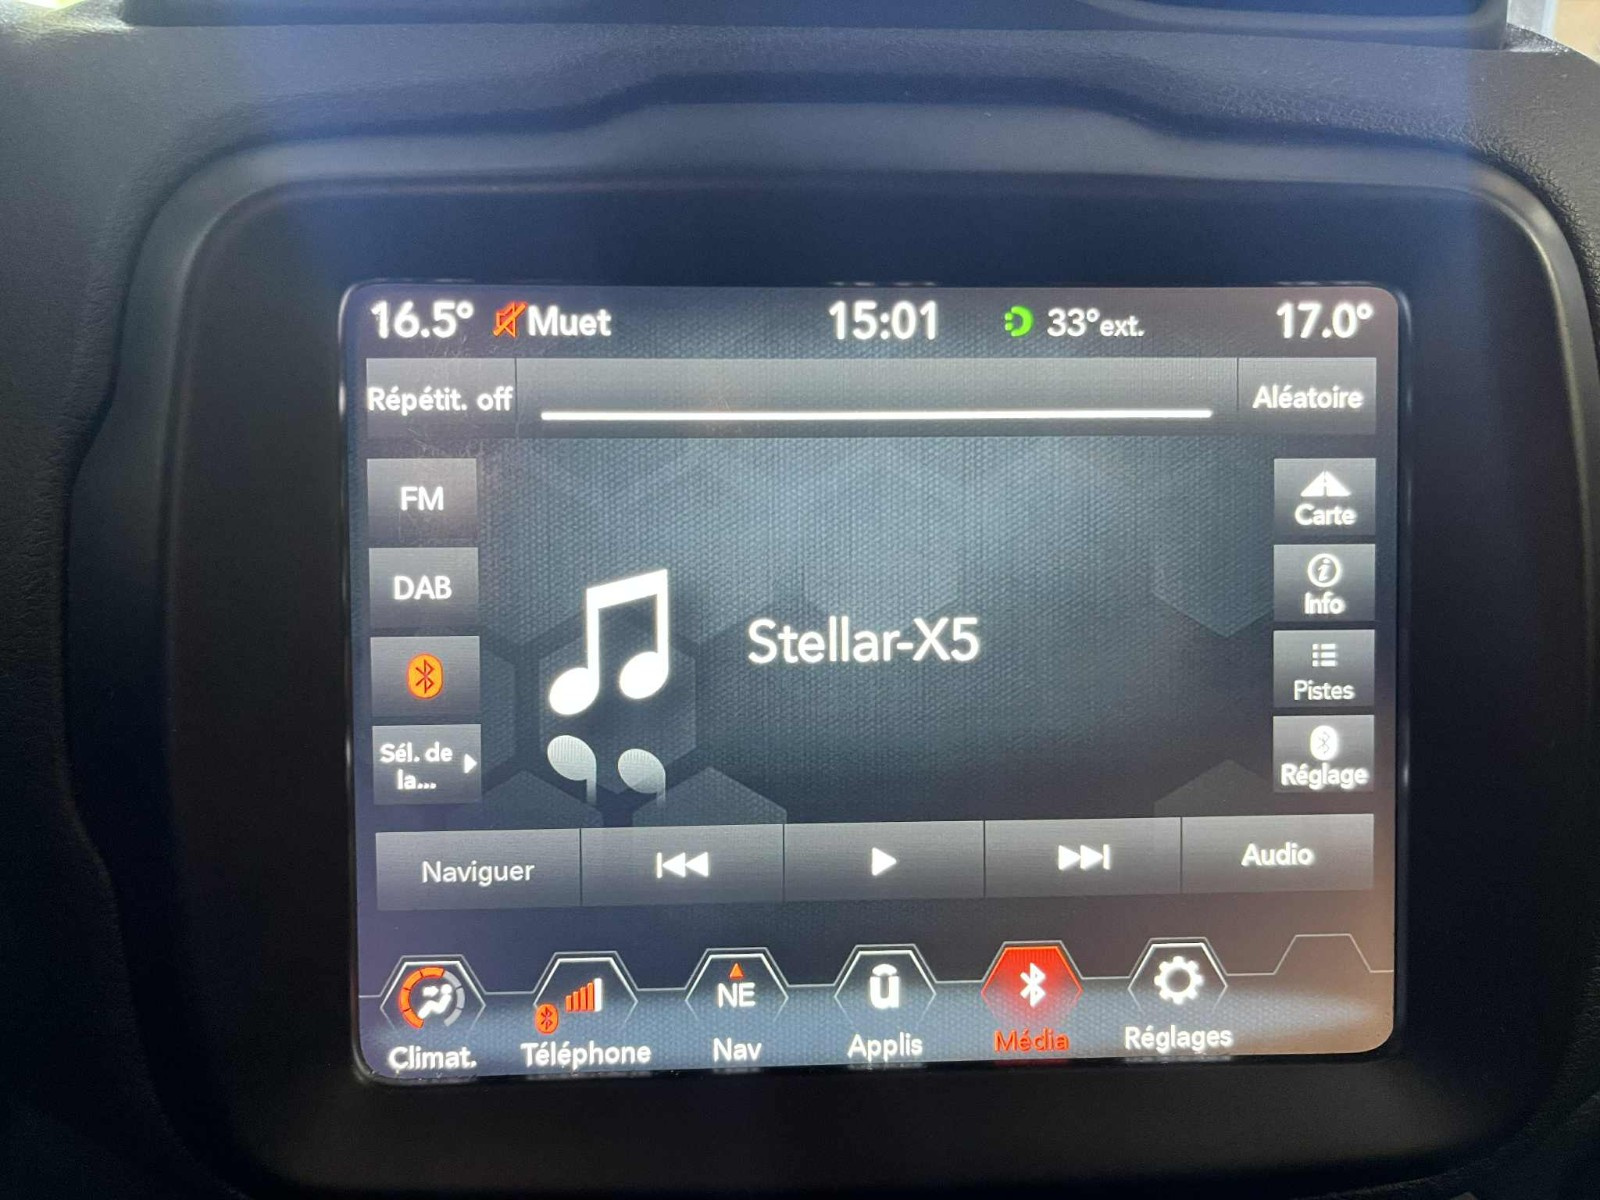 16.5° Muet 15:01 33°ext. 17.0°
Répétit. off Aléatoire
FM
DAB
Sél. de
la...
Stellar-X5
Carte
Info
Pistes
Réglage
Naviguer Audio
NE ū
Climat. Téléphone Nav Applis Média Réglages